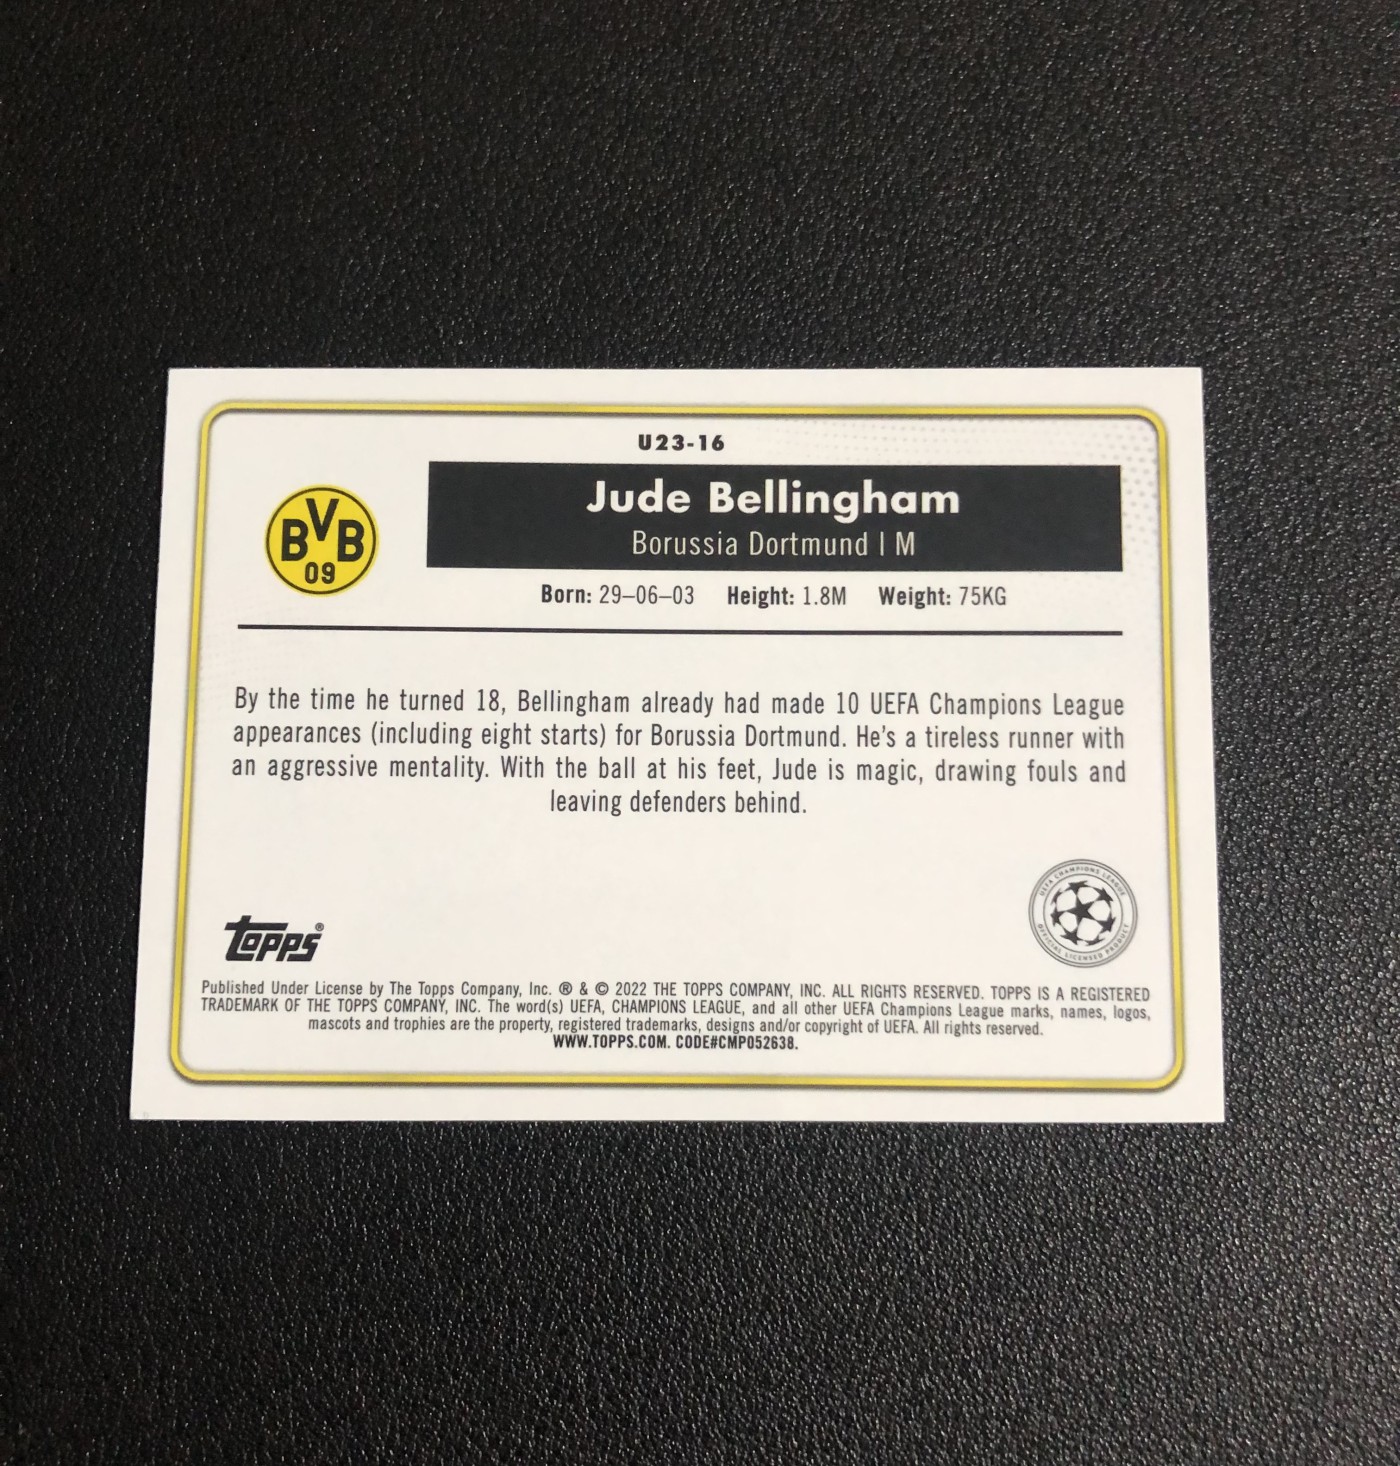 U23-16
Jude Bellingham
Borussia Dortmund | M
BVB
09
Born: 29–06–03 Height: 1.8M Weight: 75KG
By the time he turned 18, Bellingham already had made 10 UEFA Champions League
appearances (including eight starts) for Borussia Dortmund. He's a tireless runner with
an aggressive mentality. With the ball at his feet, Jude is magic, drawing fouls and
leaving defenders behind.
UEFA CHAMPIONS LEAGUE
OFFICIAL LICENSED PRODUCT
Topps®
Published Under License by The Topps Company, Inc. ® & © 2022 THE TOPPS COMPANY, INC. ALL RIGHTS RESERVED. TOPPS IS A REGISTERED
TRADEMARK OF THE TOPPS COMPANY, INC. The word(s) UEFA, CHAMPIONS LEAGUE, and all other UEFA Champions League marks, names, logos,
mascots and trophies are the property, registered trademarks, designs and/or copyright of UEFA. All rights reserved.
WWW.TOPPS.COM. CODE#CMP052638.